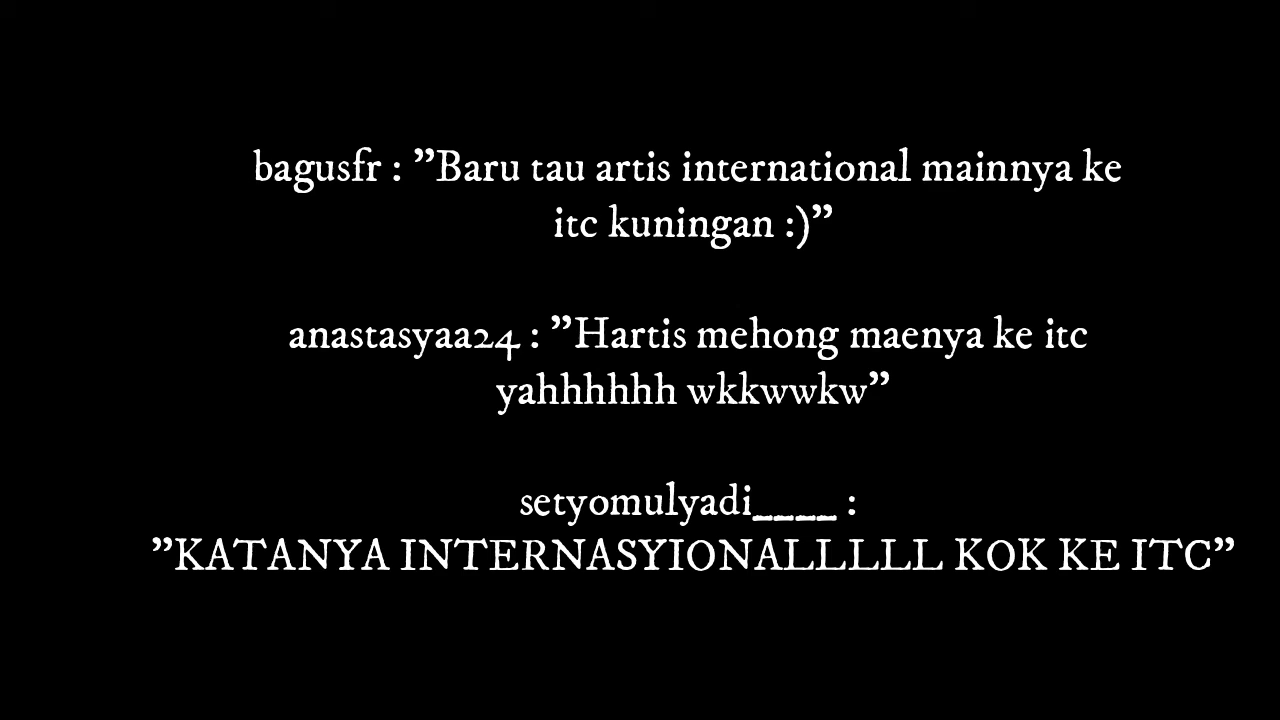 bagusfr : ”Baru tau artis international mainnya ke
itc kuningan :)”
anastasyaa24 : ”Hartis mehong maenya ke itc
yahhhhhh wkkwwkw”
setyomulyadi____ :
”KATANYA INTERNASYIONALLLLL KOK KE ITC”